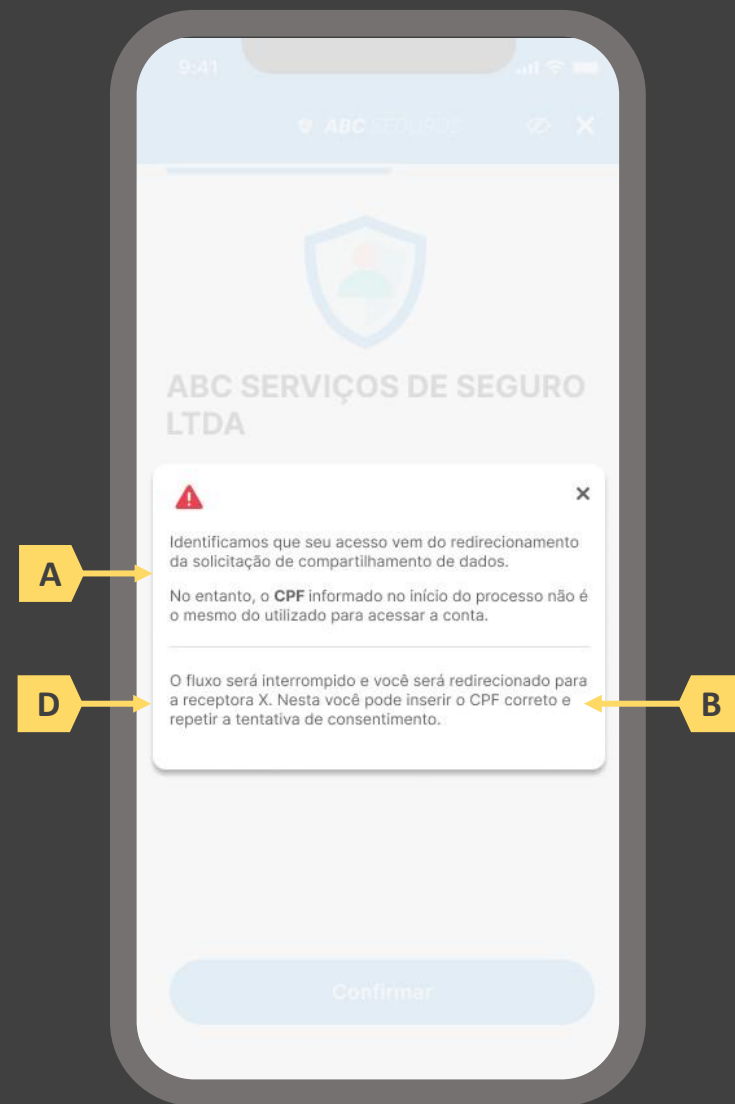 9:41
ABC SEGUROS
ABC SERVIÇOS DE SEGURO
LTDA
Identificamos que seu acesso vem do redirecionamento
da solicitação de compartilhamento de dados.
A
No entanto, o CPF informado no início do processo não é
o mesmo do utilizado para acessar a conta.
O fluxo será interrompido e você será redirecionado para
a receptora X. Nesta você pode inserir o CPF correto e
repetir a tentativa de consentimento.
D
B
Confirmar